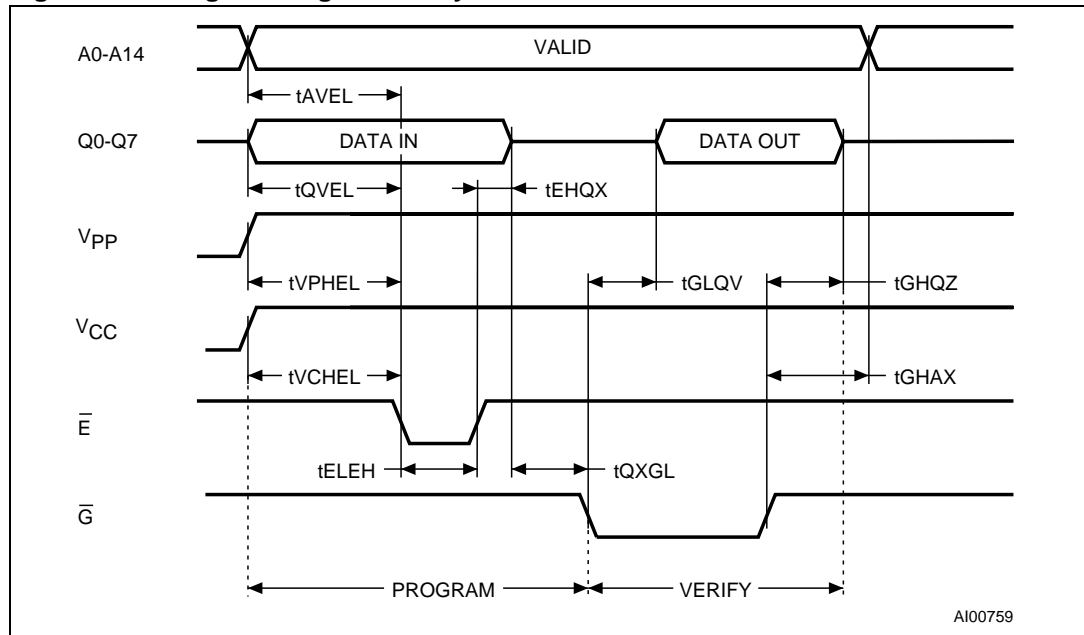 A0-A14
VALID
tAVEL
Q0-Q7
DATA IN
DATA OUT
tQVEL
tEHQX
VPP
tVPHEL
tGLQV
tGHQZ
VCC
tVCHEL
tGHAX
E̅
tELEH
tQXGL
G̅
PROGRAM
VERIFY
AI00759